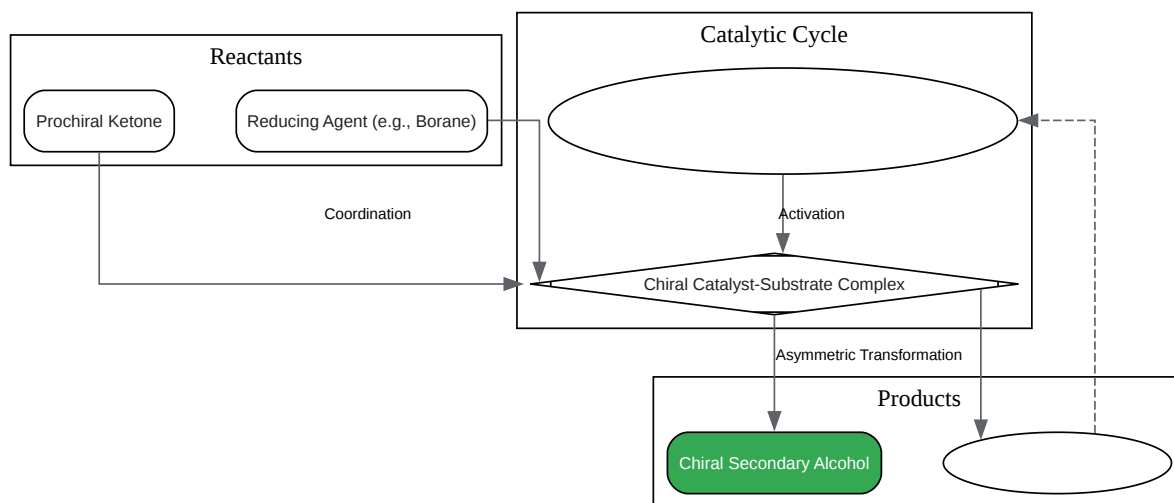 Reactants
Prochiral Ketone
Reducing Agent (e.g., Borane)
Catalytic Cycle
Coordination
Activation
Chiral Catalyst-Substrate Complex
Asymmetric Transformation
Products
Chiral Secondary Alcohol